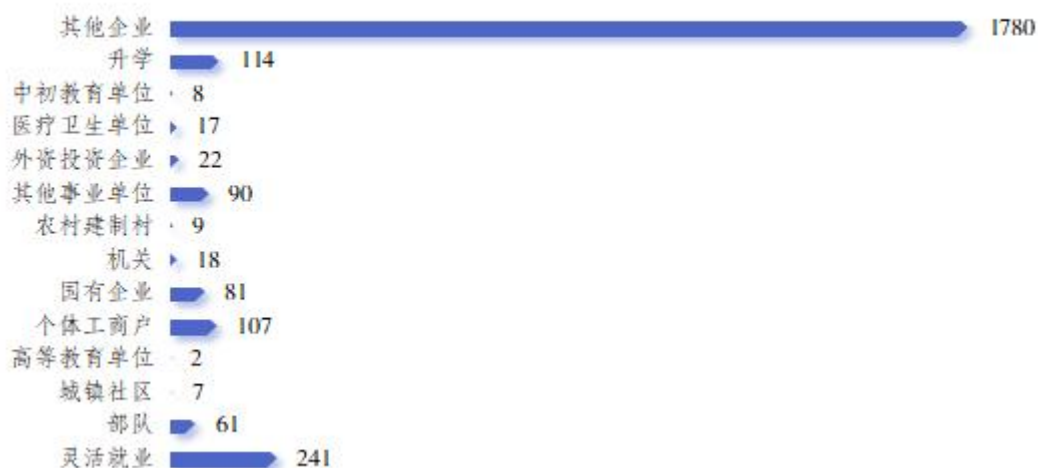 其他企业 1780
升学 114
中初教育单位 8
医疗卫生单位 17
外资投资企业 22
其他事业单位 90
农村建制村 9
机关 18
国有企业 81
个体工商户 107
高等教育单位 2
城镇社区 7
部队 61
灵活就业 241